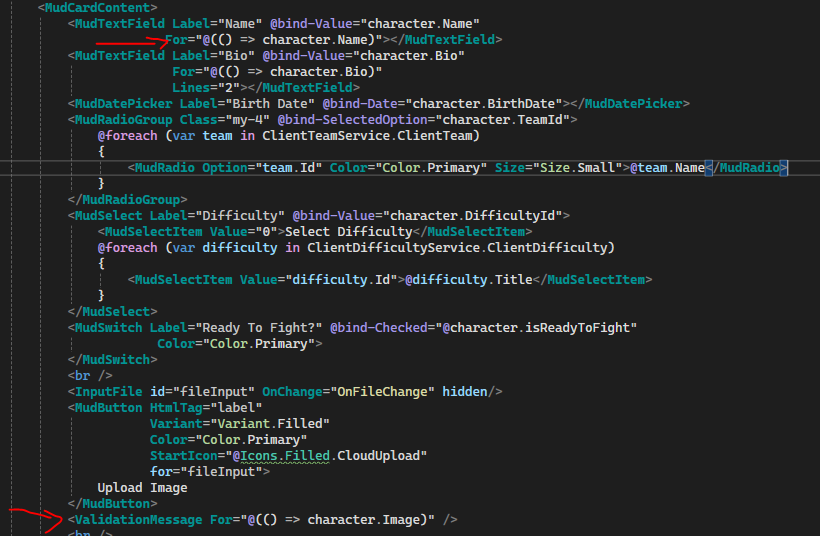 <MudCardContent>
<MudTextField Label="Name" @bind-Value="character.Name"
For="@(() => character.Name)"></MudTextField>
<MudTextField Label="Bio" @bind-Value="character.Bio"
For="@(() => character.Bio)"
Lines="2"></MudTextField>
<MudDatePicker Label="Birth Date" @bind-Date="character.BirthDate"></MudDatePicker>
<MudRadioGroup Class="my-4" @bind-SelectedOption="character.TeamId">
@foreach (var team in ClientTeamService.ClientTeam)
{
<MudRadio Option="team.Id" Color="Color.Primary" Size="Size.Small">@team.Name</MudRadio>
}
</MudRadioGroup>
<MudSelect Label="Difficulty" @bind-Value="character.DifficultyId">
<MudSelectItem Value="0">Select Difficulty</MudSelectItem>
@foreach (var difficulty in ClientDifficultyService.ClientDifficulty)
{
<MudSelectItem Value="difficulty.Id">@difficulty.Title</MudSelectItem>
}
</MudSelect>
<MudSwitch Label="Ready To Fight?" @bind-Checked="@character.isReadyToFight"
Color="Color.Primary">
</MudSwitch>
<br />
<InputFile id="fileInput" OnChange="OnFileChange" hidden/>
<MudButton HtmlTag="label"
Variant="Variant.Filled"
Color="Color.Primary"
StartIcon="@Icons.Filled.CloudUpload"
for="fileInput">
Upload Image
</MudButton>
<ValidationMessage For="@(() => character.Image)" />
<br />